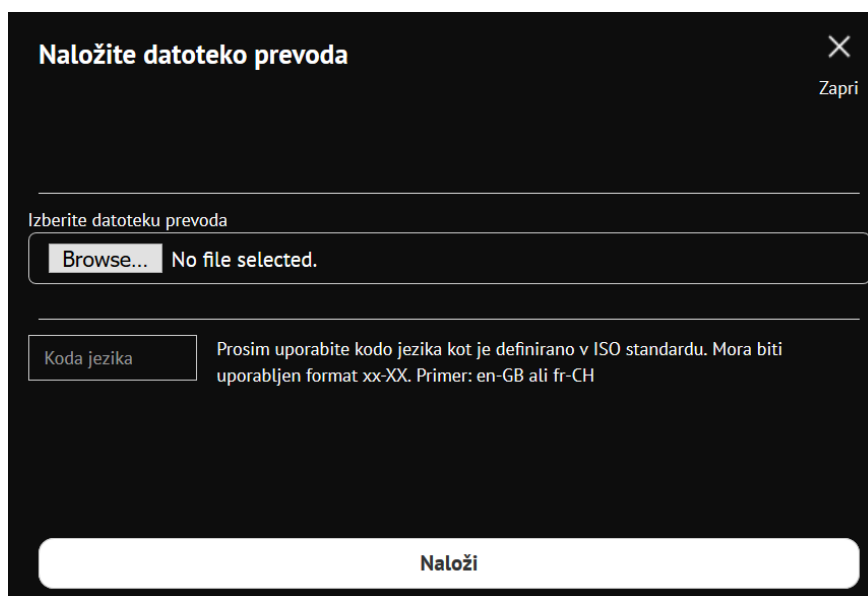 Naložite datoteko prevoda
Zapri
Izberite datoteku prevoda
Browse... No file selected.
Koda jezika
Prosim uporabite kodo jezika kot je definirano v ISO standardu. Mora biti
uporabljen format xx-XX. Primer: en-GB ali fr-CH
Naloži